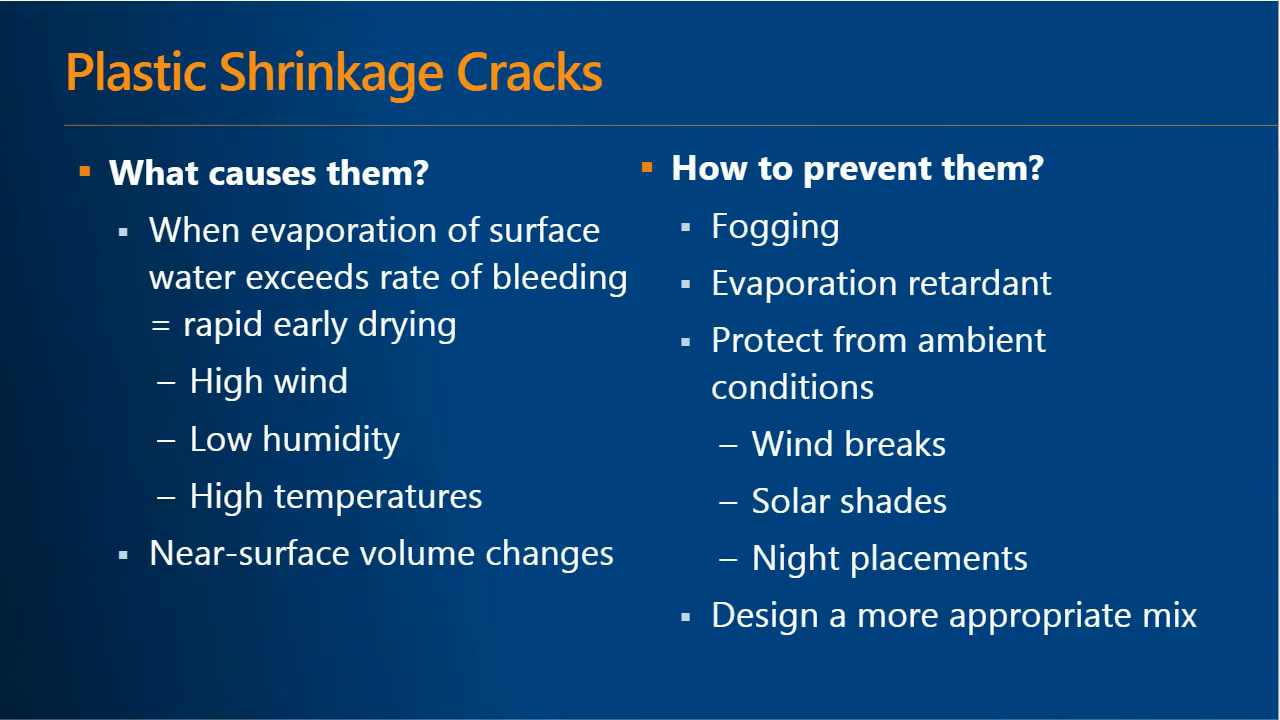 Plastic Shrinkage Cracks
▪ What causes them?
▪ When evaporation of surface
water exceeds rate of bleeding
= rapid early drying
– High wind
– Low humidity
– High temperatures
▪ Near-surface volume changes
▪ How to prevent them?
▪ Fogging
▪ Evaporation retardant
▪ Protect from ambient
conditions
– Wind breaks
– Solar shades
– Night placements
▪ Design a more appropriate mix